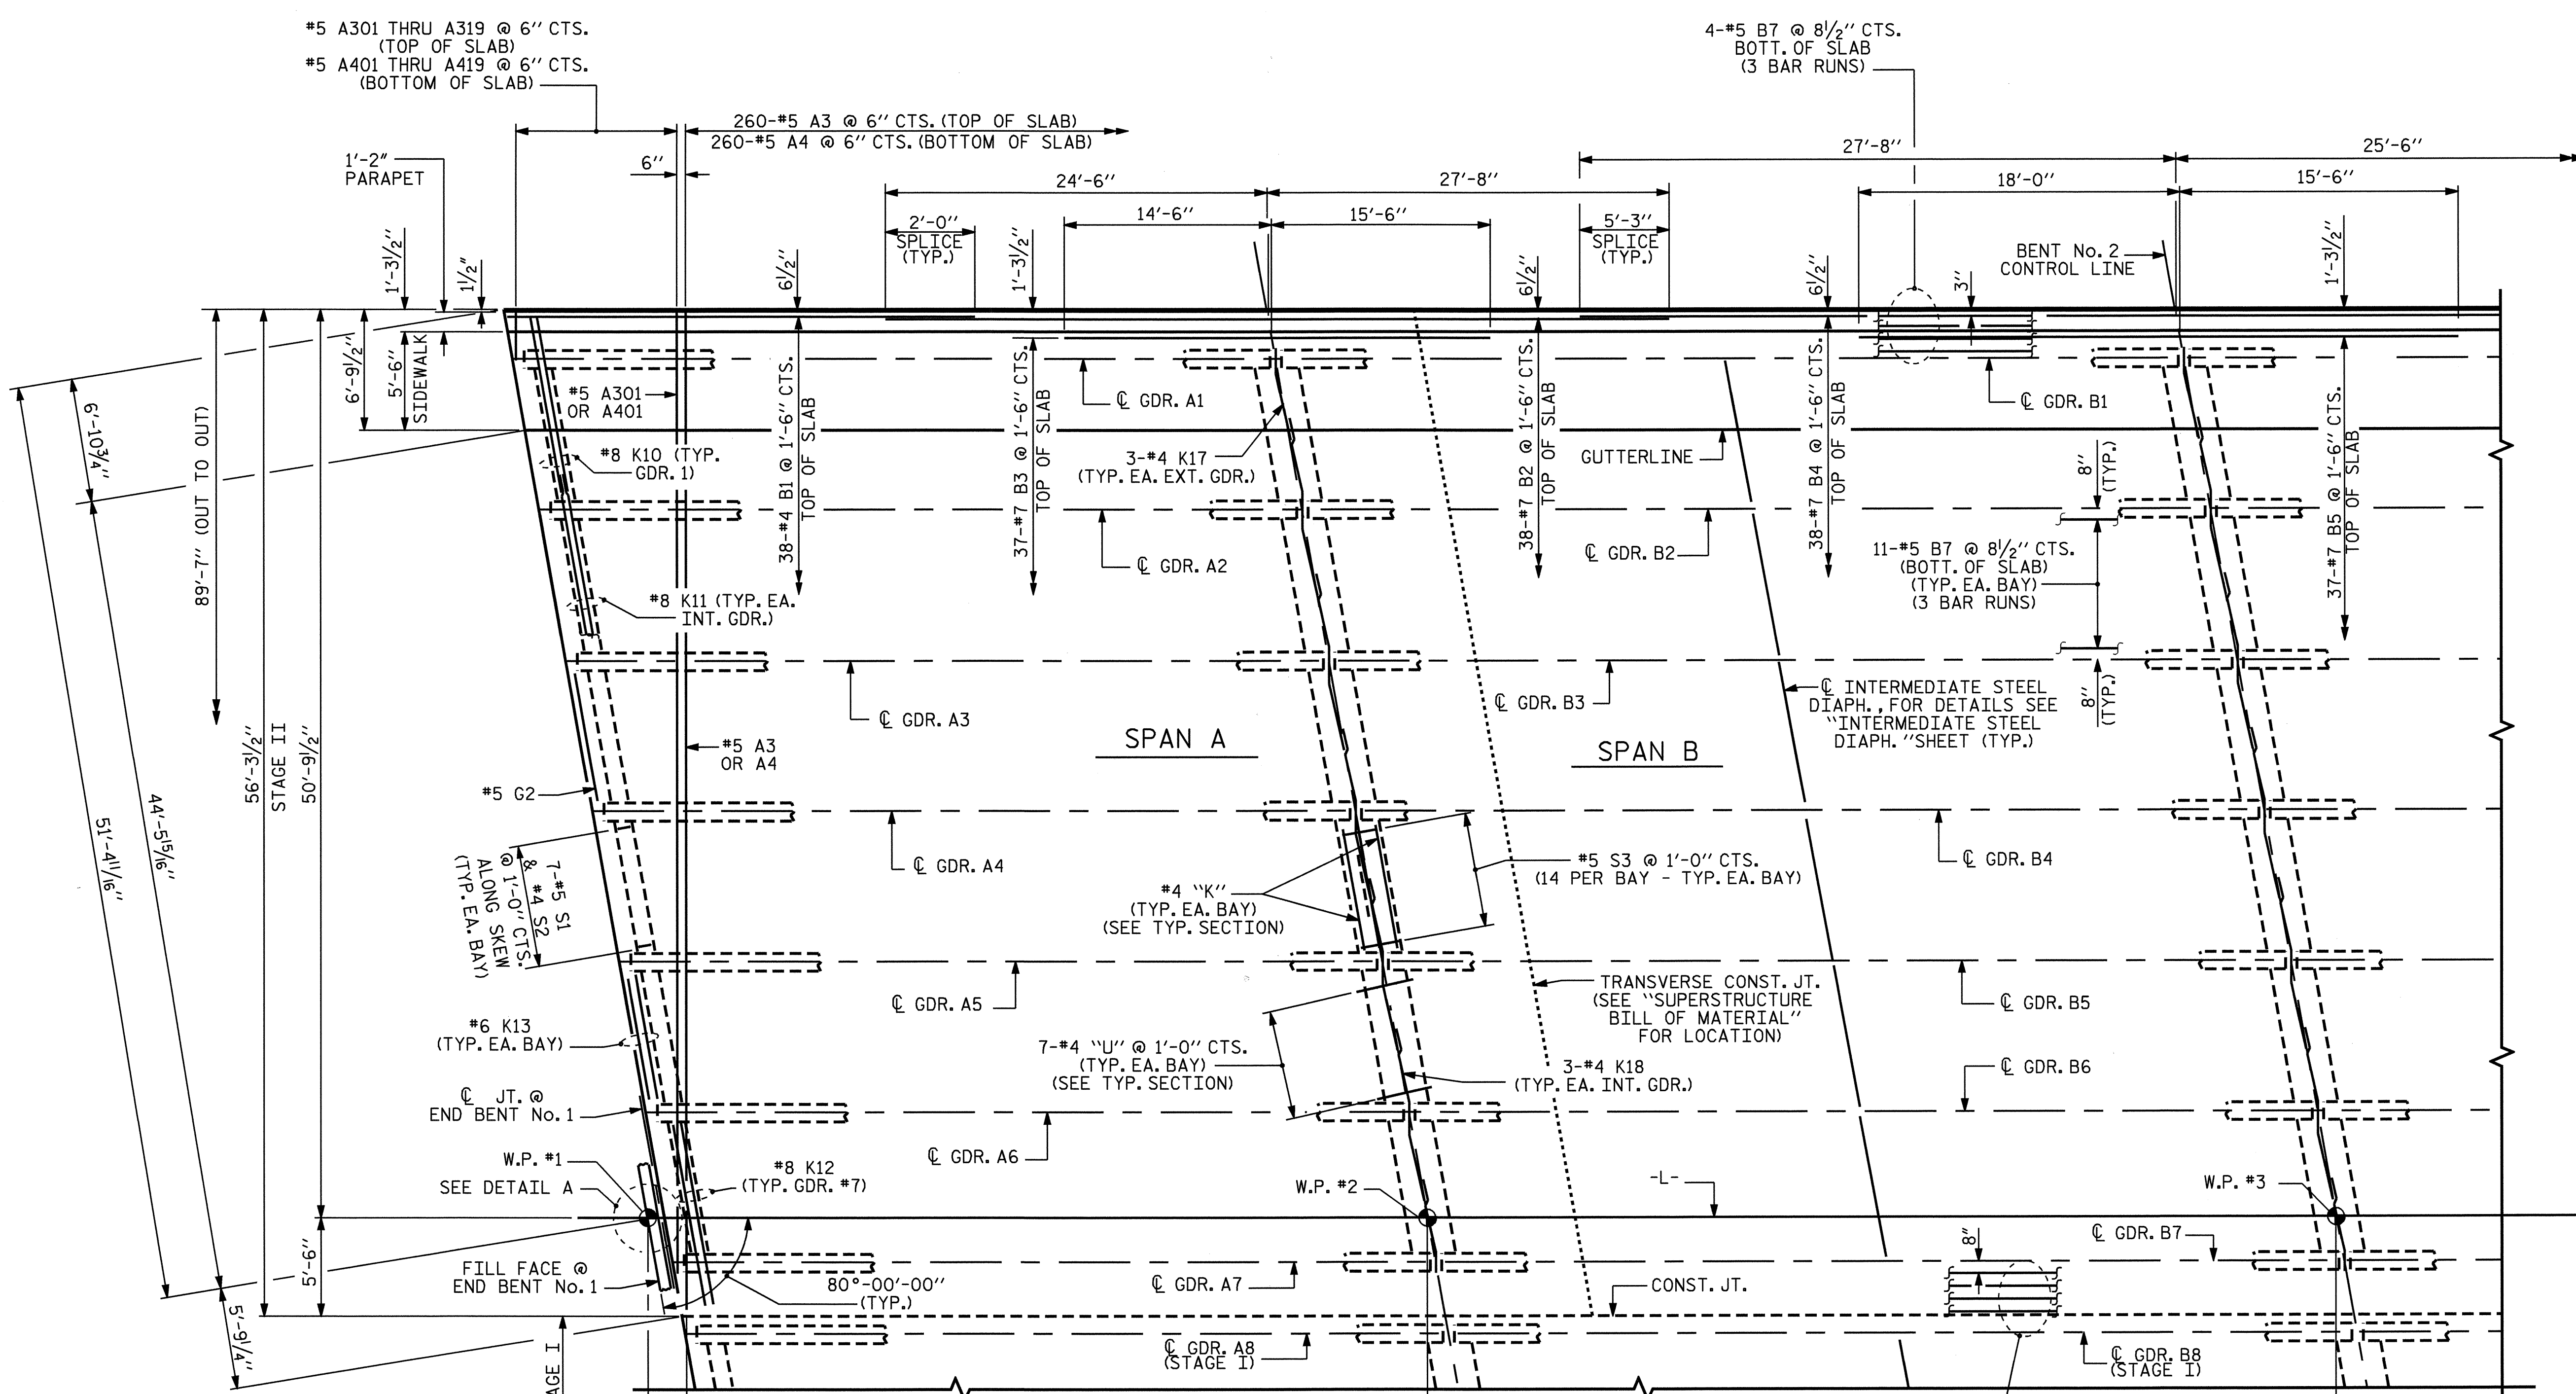 #5 A301 THRU A319 @ 6″ CTS.
(TOP OF SLAB)
#5 A401 THRU A419 @ 6″ CTS.
(BOTTOM OF SLAB)
4-#5 B7 @ 8½″ CTS.
BOTT. OF SLAB
(3 BAR RUNS)
260-#5 A3 @ 6″ CTS. (TOP OF SLAB)
260-#5 A4 @ 6″ CTS. (BOTTOM OF SLAB)
1′-2″
PARAPET
6″
24′-6″
27′-8″
27′-8″
25′-6″
14′-6″
15′-6″
18′-0″
15′-6″
2′-0″
SPLICE
(TYP.)
5′-3″
SPLICE
(TYP.)
1′-3½″
1½″
6½″
1′-3½″
6½″
6½″
3″
1′-3½″
BENT No. 2
CONTROL LINE
6′-9½″
5′-6″
SIDEWALK
#5 A301
OR A401
38-#4 B1 @ 1′-6″ CTS.
TOP OF SLAB
37-#7 B3 @ 1′-6″ CTS.
TOP OF SLAB
38-#7 B2 @ 1′-6″ CTS.
TOP OF SLAB
38-#7 B4 @ 1′-6″ CTS.
TOP OF SLAB
37-#7 B5 @ 1′-6″ CTS.
TOP OF SLAB
℄ GDR. A1
℄ GDR. B1
6′-10¾″
89′-7″ (OUT TO OUT)
#8 K10 (TYP.
GDR. 1)
3-#4 K17
(TYP. EA. EXT. GDR.)
GUTTERLINE
8″
(TYP.)
℄ GDR. A2
℄ GDR. B2
11-#5 B7 @ 8½″ CTS.
(BOTT. OF SLAB)
(TYP. EA. BAY)
(3 BAR RUNS)
#8 K11 (TYP. EA.
INT. GDR.)
8″
(TYP.)
℄ GDR. A3
℄ GDR. B3
℄ INTERMEDIATE STEEL
DIAPH., FOR DETAILS SEE
"INTERMEDIATE STEEL
DIAPH. "SHEET (TYP.)
SPAN A
SPAN B
#5 A3
OR A4
56′-3½″
STAGE II
50′-9½″
#5 G2
44′-5 15/16″
51′-4 11/16″
7-#5 S1
& #4 S2
@ 1′-0″ CTS.
ALONG SKEW
(TYP. EA. BAY)
℄ GDR. A4
℄ GDR. B4
#4 "K"
(TYP. EA. BAY)
(SEE TYP. SECTION)
#5 S3 @ 1′-0″ CTS.
(14 PER BAY - TYP. EA. BAY)
℄ GDR. A5
℄ GDR. B5
TRANSVERSE CONST. JT.
(SEE "SUPERSTRUCTURE
BILL OF MATERIAL"
FOR LOCATION)
#6 K13
(TYP. EA. BAY)
7-#4 "U" @ 1′-0″ CTS.
(TYP. EA. BAY)
(SEE TYP. SECTION)
3-#4 K18
(TYP. EA. INT. GDR.)
℄ GDR. B6
℄ JT. @
END BENT No. 1
℄ GDR. A6
W.P. #1
SEE DETAIL A
#8 K12
(TYP. GDR. #7)
W.P. #2
-L-
W.P. #3
5′-6″
FILL FACE @
END BENT No. 1
80°-00′-00″
(TYP.)
℄ GDR. A7
CONST. JT.
8″
℄ GDR. B7
5′-9¼″
AGE I
℄ GDR. A8
(STAGE I)
℄ GDR. B8
(STAGE I)